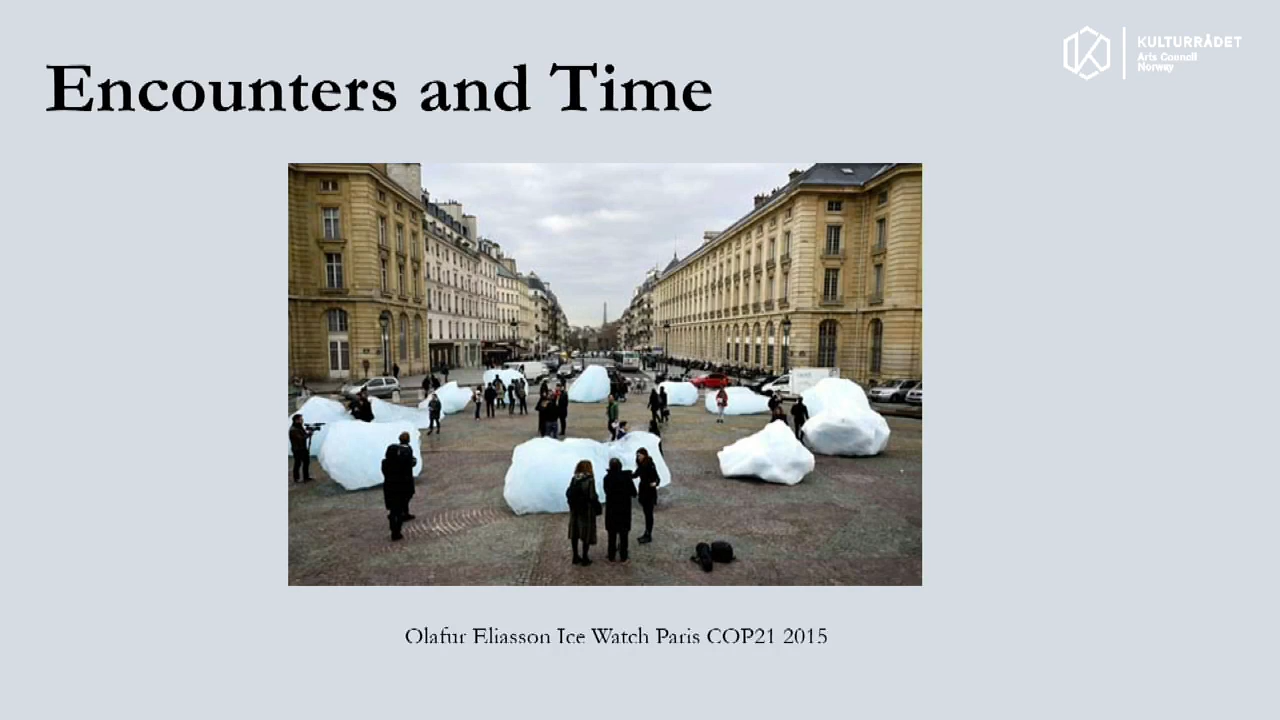 Encounters and Time
KULTURRÅDET
Arts Council
Norway
Olafur Eliasson Ice Watch Paris COP21 2015